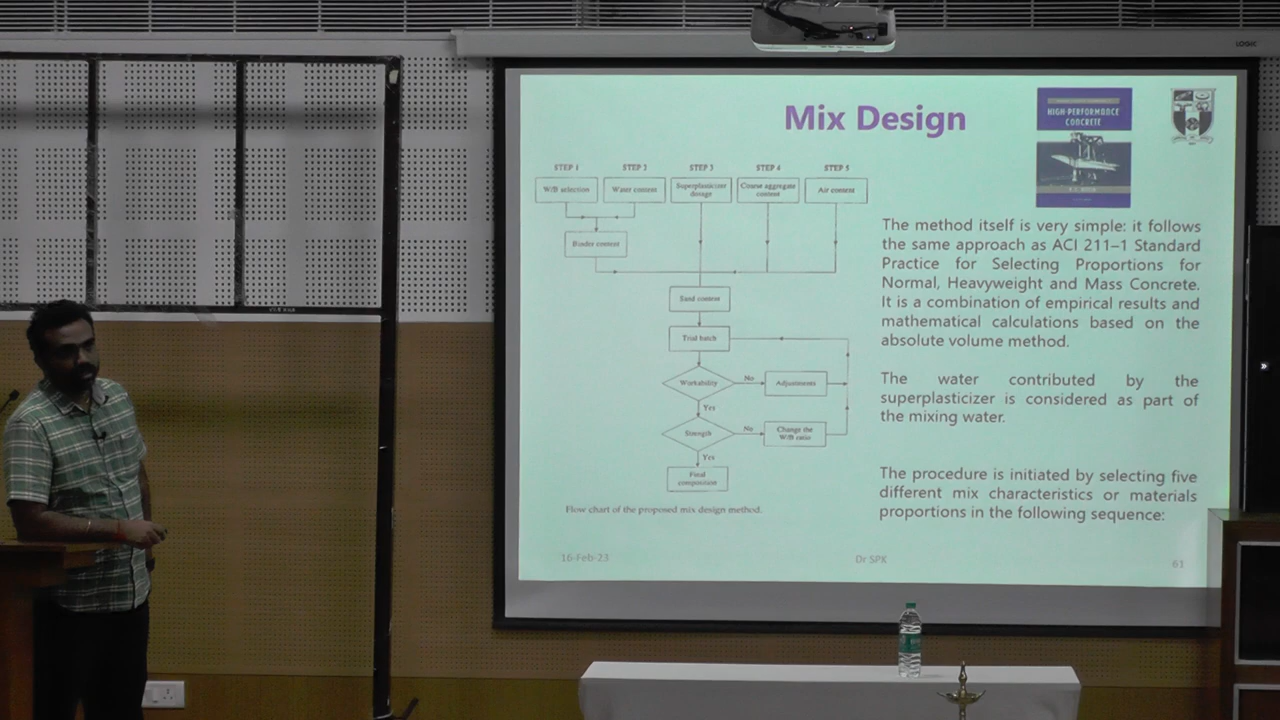 LOGIC
Mix Design
HIGH-PERFORMANCE
CONCRETE
STEP 1 STEP 2 STEP 3 STEP 4 STEP 5
W/B selection Water content Superplasticizer dosage Coarse aggregate content Air content
Binder content
Sand content
Trial batch
Workability No Adjustments
Yes
Strength No Change the W/B ratio
Yes
Final
composition
Flow chart of the proposed mix design method.
The method itself is very simple: it follows
the same approach as ACI 211–1 Standard
Practice for Selecting Proportions for
Normal, Heavyweight and Mass Concrete.
It is a combination of empirical results and
mathematical calculations based on the
absolute volume method.
The water contributed by the
superplasticizer is considered as part of
the mixing water.
The procedure is initiated by selecting five
different mix characteristics or materials
proportions in the following sequence:
16-Feb-23 Dr SPK 61